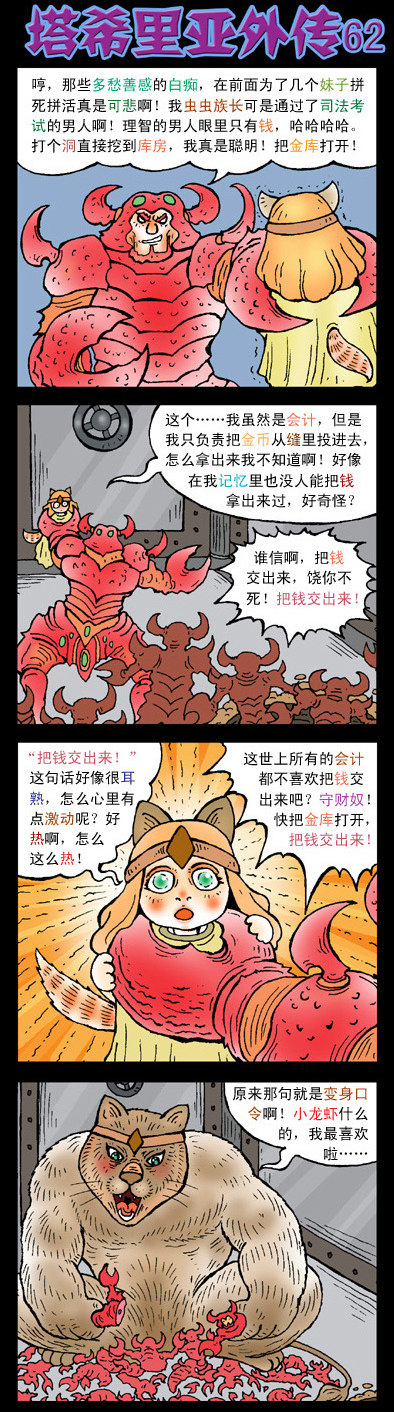 塔希里亚外传62
哼，那些多愁善感的白痴，在前面为了几个妹子拼
死拼活真是可悲啊！我虫虫族长可是通过了司法考
试的男人啊！理智的男人眼里只有钱，哈哈哈哈。
打个洞直接挖到库房，我真是聪明！把金库打开！
这个……我虽然是会计，但是
我只负责把金币从缝里投进去，
怎么拿出来我不知道啊！好像
在我记忆里也没人能把钱
拿出来过，好奇怪？
谁信啊，把钱
交出来，饶你不
死！把钱交出来！
“把钱交出来！”
这句话好像很耳
熟，怎么心里有
点激动呢？好
热啊，怎么
这么热！
这世上所有的会计
都不喜欢把钱交
出来吧？守财奴！
快把金库打开，
把钱交出来！
原来那句就是变身口
令啊！小龙虾什么
的，我最喜欢
啦……